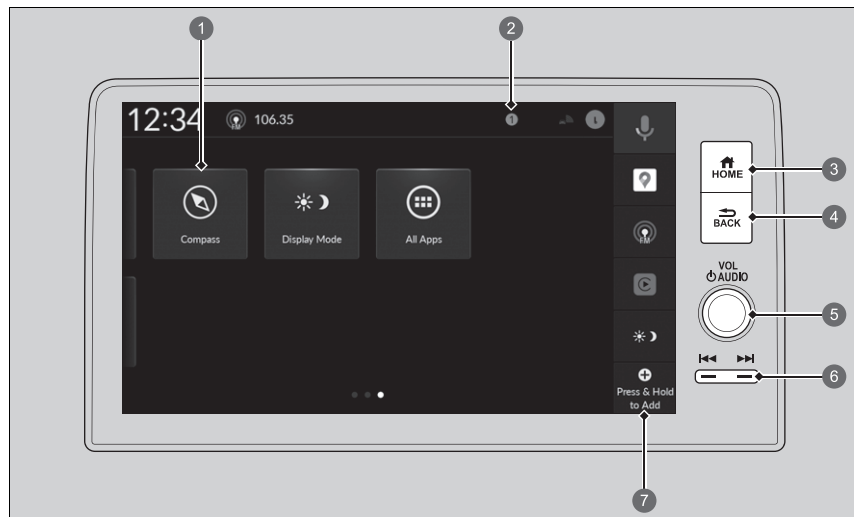 1
2
12:34
FM
106.35
1
HOME
3
BACK
4
Compass
Display Mode
All Apps
FM
VOL
AUDIO
5
6
Press & Hold
to Add
7